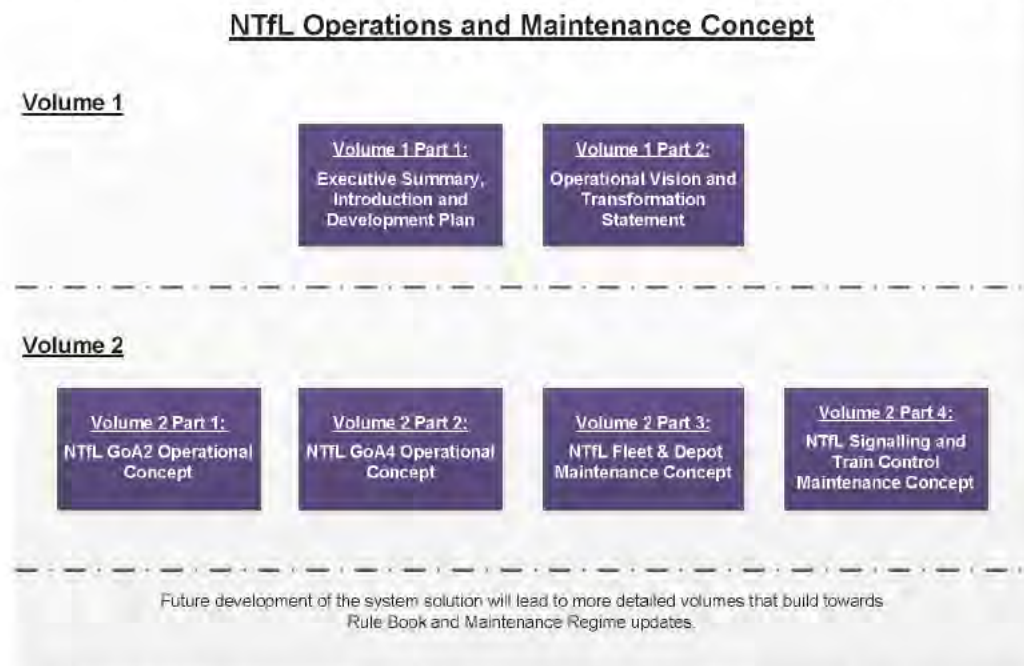 NTfL Operations and Maintenance Concept
Volume 1
Volume 1 Part 1:
Executive Summary,
Introduction and
Development Plan
Volume 1 Part 2:
Operational Vision and
Transformation
Statement
Volume 2
Volume 2 Part 1:
NTfL GoA2 Operational
Concept
Volume 2 Part 2:
NTfL GoA4 Operational
Concept
Volume 2 Part 3:
NTfL Fleet & Depot
Maintenance Concept
Volume 2 Part 4:
NTfL Signalling and
Train Control
Maintenance Concept
Future development of the system solution will lead to more detailed volumes that build towards
Rule Book and Maintenance Regime updates.